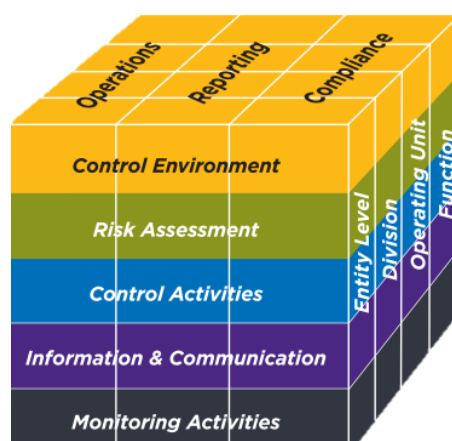 Operations
Reporting
Compliance
Control Environment
Risk Assessment
Control Activities
Information & Communication
Monitoring Activities
Entity Level
Division
Operating Unit
Function